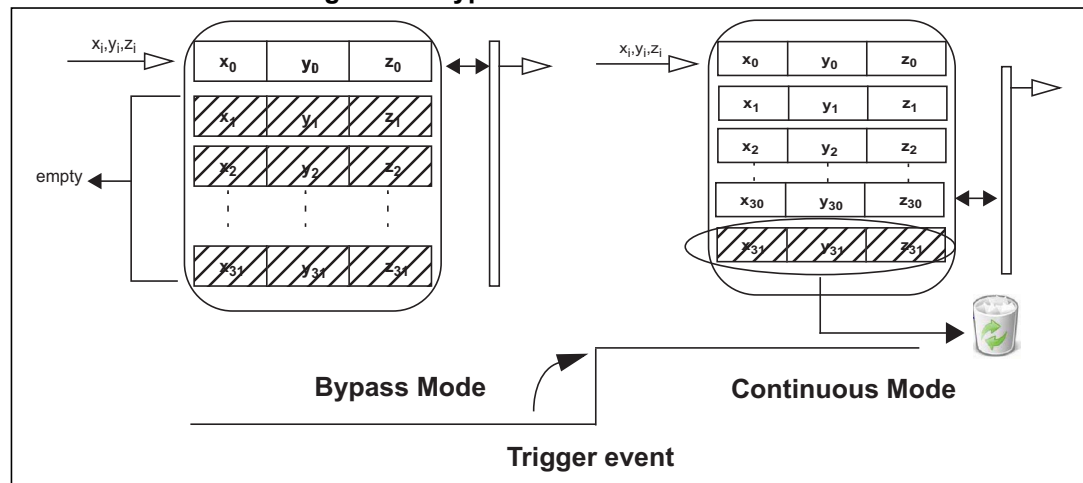 xi,yi,zi
x0 yD z0
x1 y1 z1
x2 y2 z2
x31 y31 z31
empty
xi,yi,zi
x0 y0 z0
x1 y1 z1
x2 y2 z2
x30 y30 z30
x31 y31 z31
Bypass Mode
Continuous Mode
Trigger event